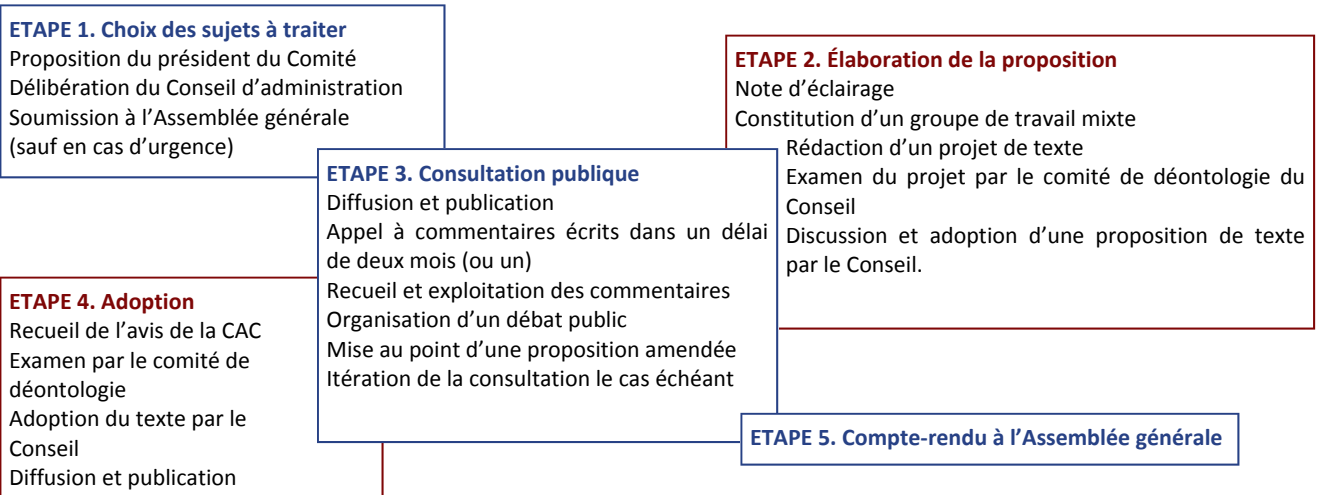 ETAPE 1. Choix des sujets à traiter
Proposition du président du Comité
Délibération du Conseil d’administration
Soumission à l’Assemblée générale
(sauf en cas d’urgence)
ETAPE 2. Élaboration de la proposition
Note d’éclairage
Constitution d’un groupe de travail mixte
Rédaction d’un projet de texte
Examen du projet par le comité de déontologie du
Conseil
Discussion et adoption d’une proposition de texte
par le Conseil.
ETAPE 3. Consultation publique
Diffusion et publication
Appel à commentaires écrits dans un délai
de deux mois (ou un)
Recueil et exploitation des commentaires
Organisation d’un débat public
Mise au point d’une proposition amendée
Itération de la consultation le cas échéant
ETAPE 4. Adoption
Recueil de l’avis de la CAC
Examen par le comité de
déontologie
Adoption du texte par le
Conseil
Diffusion et publication
ETAPE 5. Compte-rendu à l’Assemblée générale